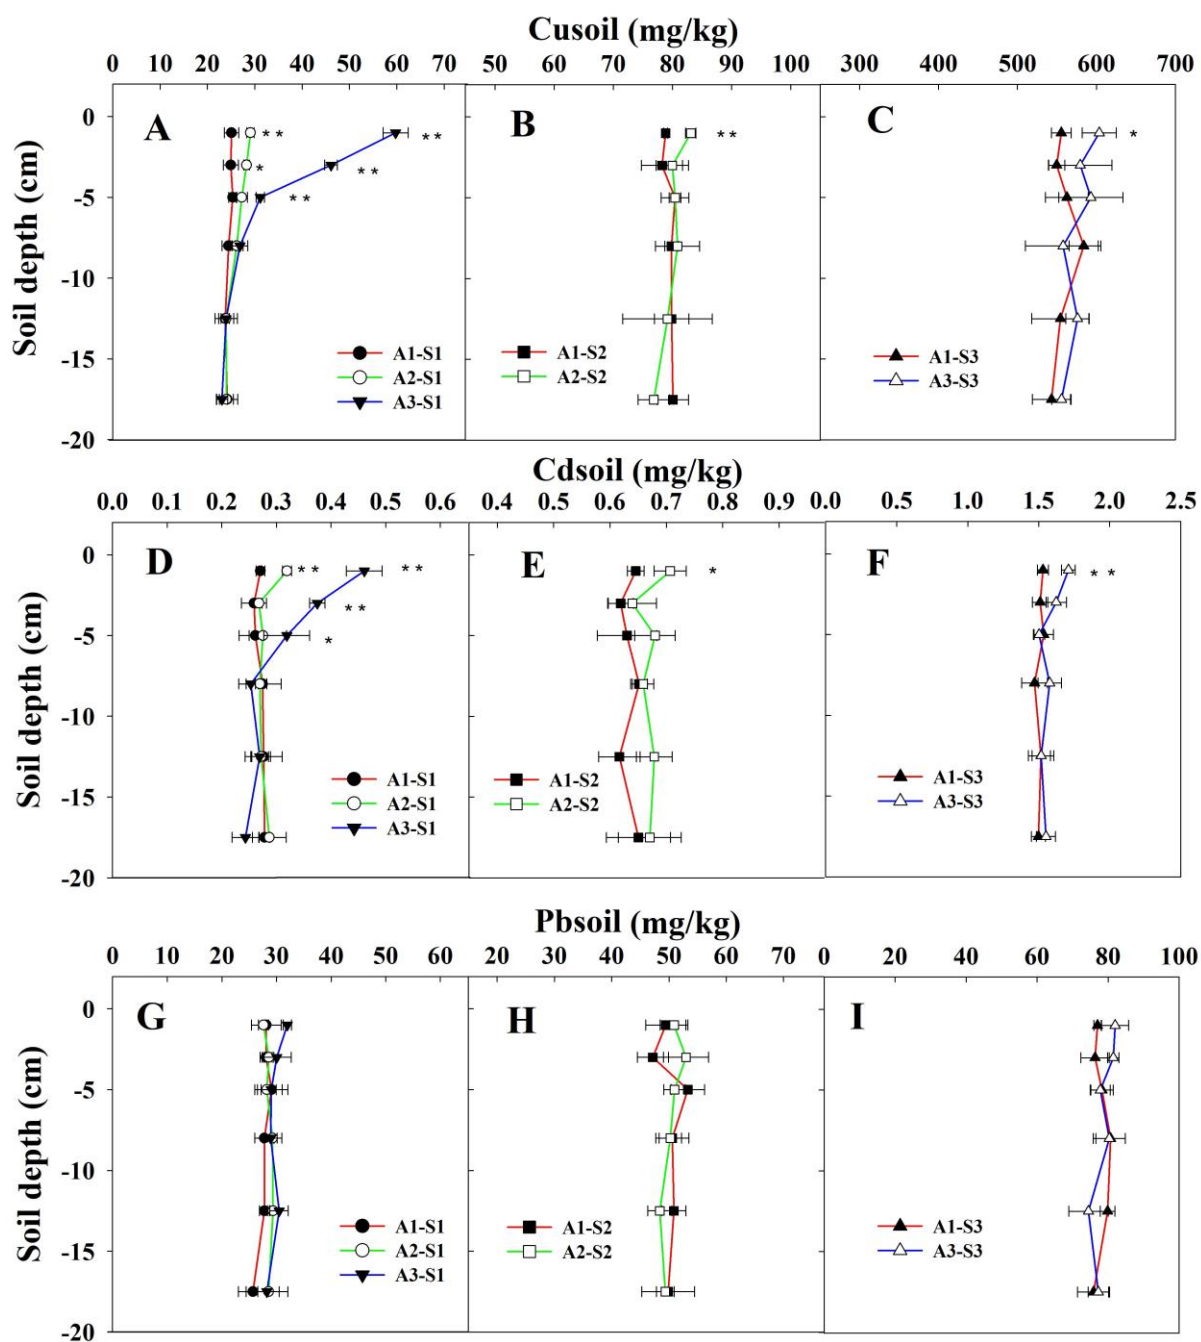 Cusoil (mg/kg)
0 10 20 30 40 50 60 70 50 60 70 80 90 100 300 400 500 600 700
A B C
0
-5
-10
-15
-20
Soil depth (cm)
* * * * * * *
* * *
* *
A1-S1 A1-S2 A1-S3
A2-S1 A2-S2 A3-S3
A3-S1
Cdsoil (mg/kg)
0.0 0.1 0.2 0.3 0.4 0.5 0.6 0.4 0.5 0.6 0.7 0.8 0.9 0.0 0.5 1.0 1.5 2.0 2.5
D E F
0
-5
-10
-15
-20
Soil depth (cm)
* * * * * * *
* *
*
A1-S1 A1-S2 A1-S3
A2-S1 A2-S2 A3-S3
A3-S1
Pbsoil (mg/kg)
0 10 20 30 40 50 60 20 30 40 50 60 70 0 20 40 60 80 100
G H I
0
-5
-10
-15
-20
Soil depth (cm)
A1-S1 A1-S2 A1-S3
A2-S1 A2-S2 A3-S3
A3-S1